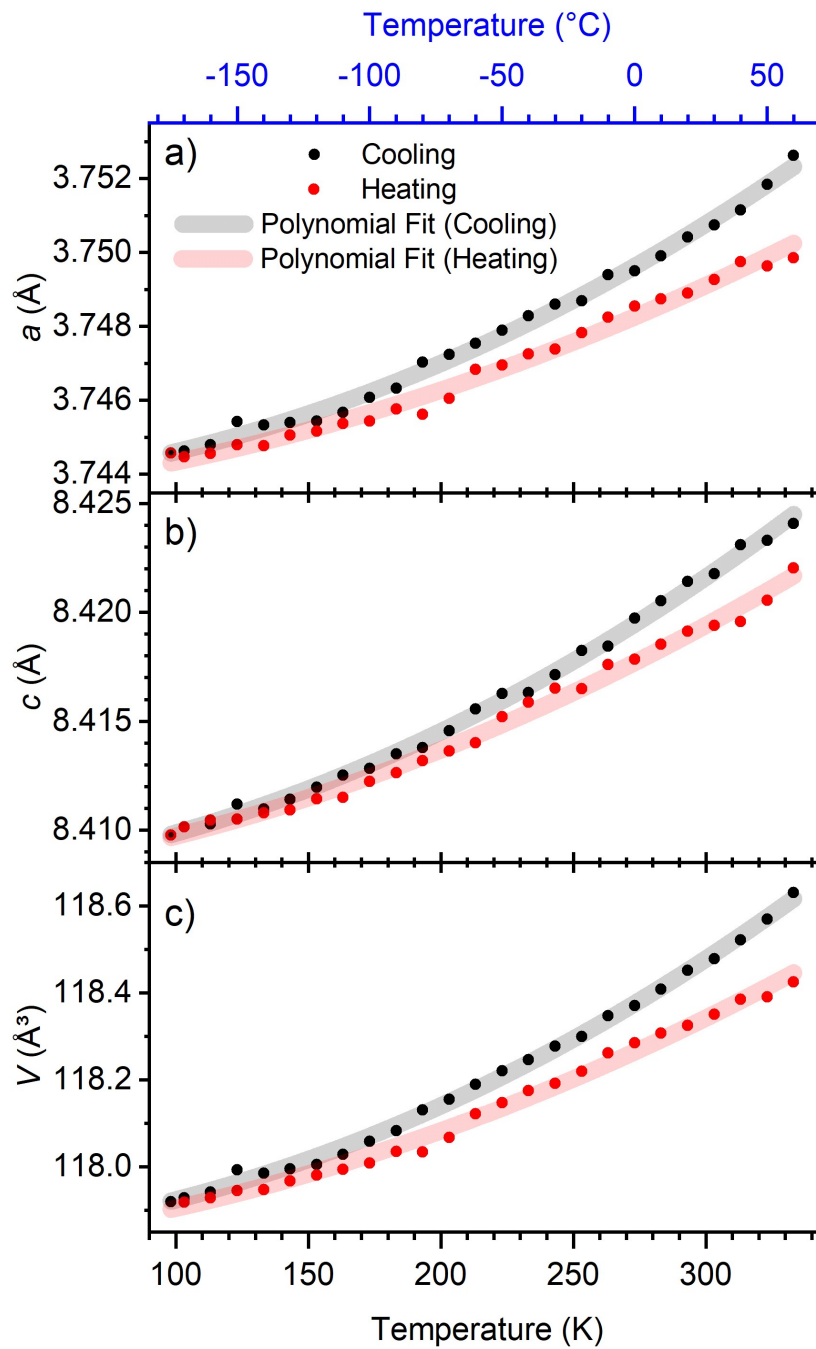 Temperature (°C)
-150 -100 -50 0 50
a)
Cooling
Heating
Polynomial Fit (Cooling)
Polynomial Fit (Heating)
3.752
3.750
3.748
3.746
3.744
a (Å)
b)
8.425
8.420
8.415
8.410
c (Å)
c)
118.6
118.4
118.2
118.0
V (Å³)
100 150 200 250 300
Temperature (K)